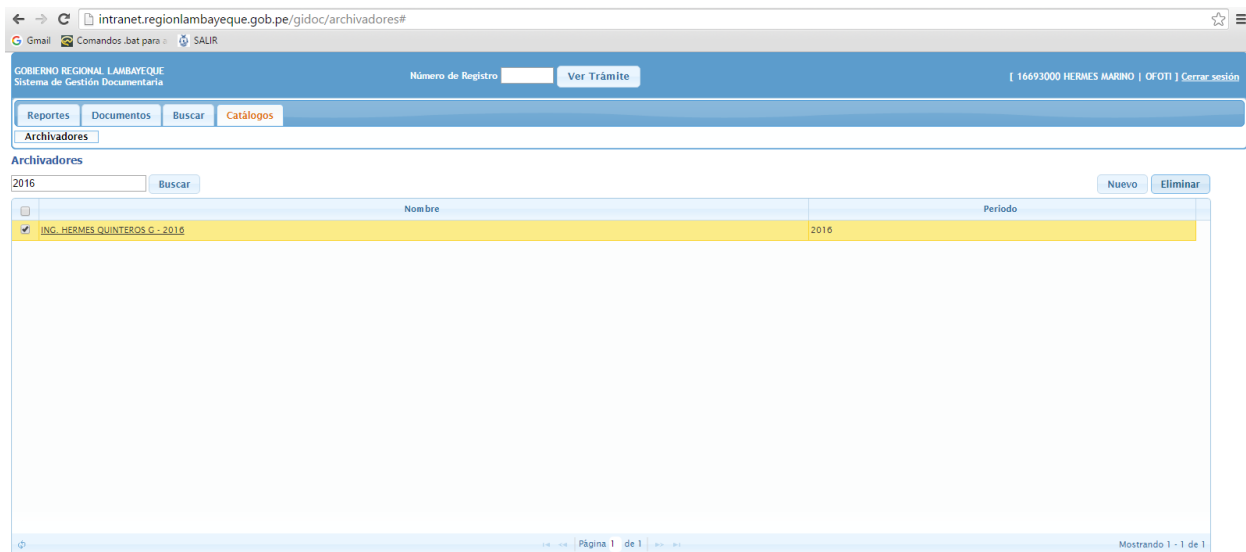 intranet.regionlambayeque.gob.pe/gidoc/archivadores#
Gmail Comandos .bat para SALIR
GOBIERNO REGIONAL LAMBAYEQUE
Sistema de Gestión Documentaria
Número de Registro Ver Trámite
[ 16693000 HERMES MARINO | OFOTI ] Cerrar sesión
Reportes Documentos Buscar Catálogos
Archivadores
Archivadores
2016 Buscar Nuevo Eliminar
Nombre Periodo
ING. HERMES QUINTEROS G - 2016 2016
Página 1 de 1 Mostrando 1 - 1 de 1